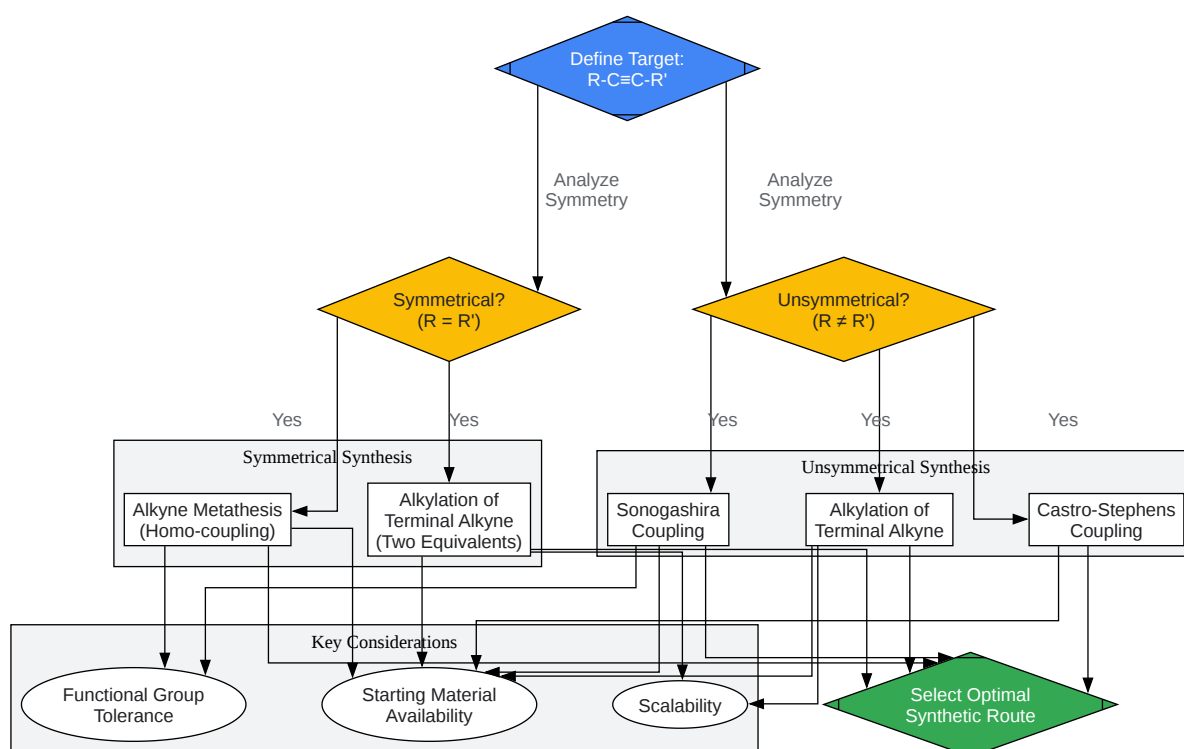 Define Target:
R-C≡C-R'
Analyze
Symmetry
Analyze
Symmetry
Symmetrical?
(R = R')
Unsymmetrical?
(R ≠ R')
Yes
Yes
Yes
Yes
Yes
Symmetrical Synthesis
Unsymmetrical Synthesis
Alkyne Metathesis
(Homo-coupling)
Alkylation of
Terminal Alkyne
(Two Equivalents)
Sonogashira
Coupling
Alkylation of
Terminal Alkyne
Castro-Stephens
Coupling
Key Considerations
Functional Group
Tolerance
Starting Material
Availability
Scalability
Select Optimal
Synthetic Route